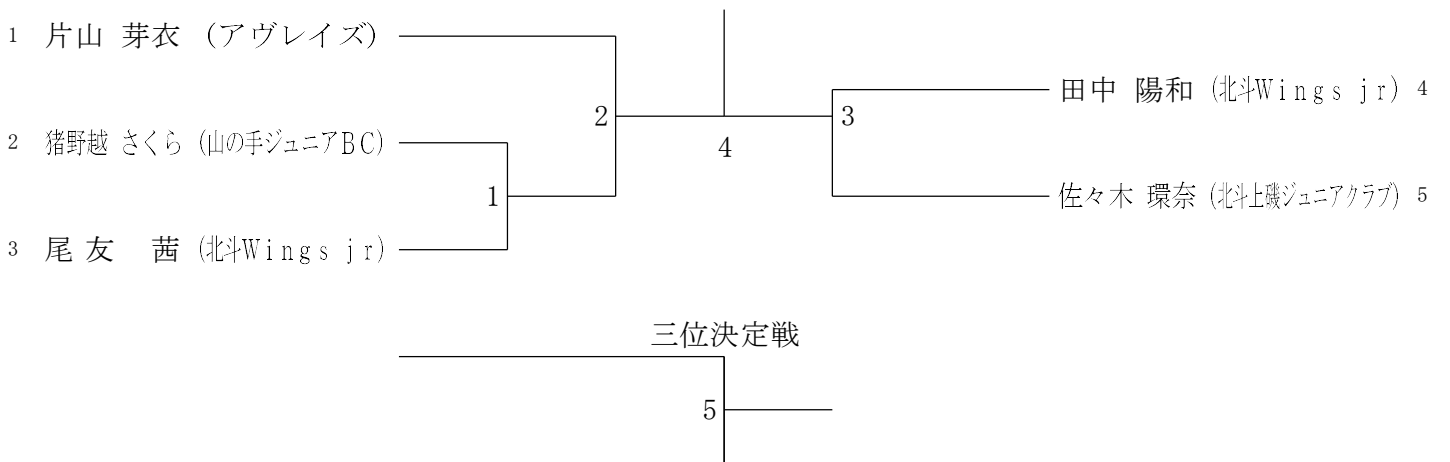 1 片山 芽衣 (アヴレイズ)
2 猪野越 さくら (山の手ジュニアBC)
3 尾友 茜 (北斗Wings jr)
1
2
4
3
田中 陽和 (北斗Wings jr) 4
佐々木 環奈 (北斗上磯ジュニアクラブ) 5
三位決定戦
5